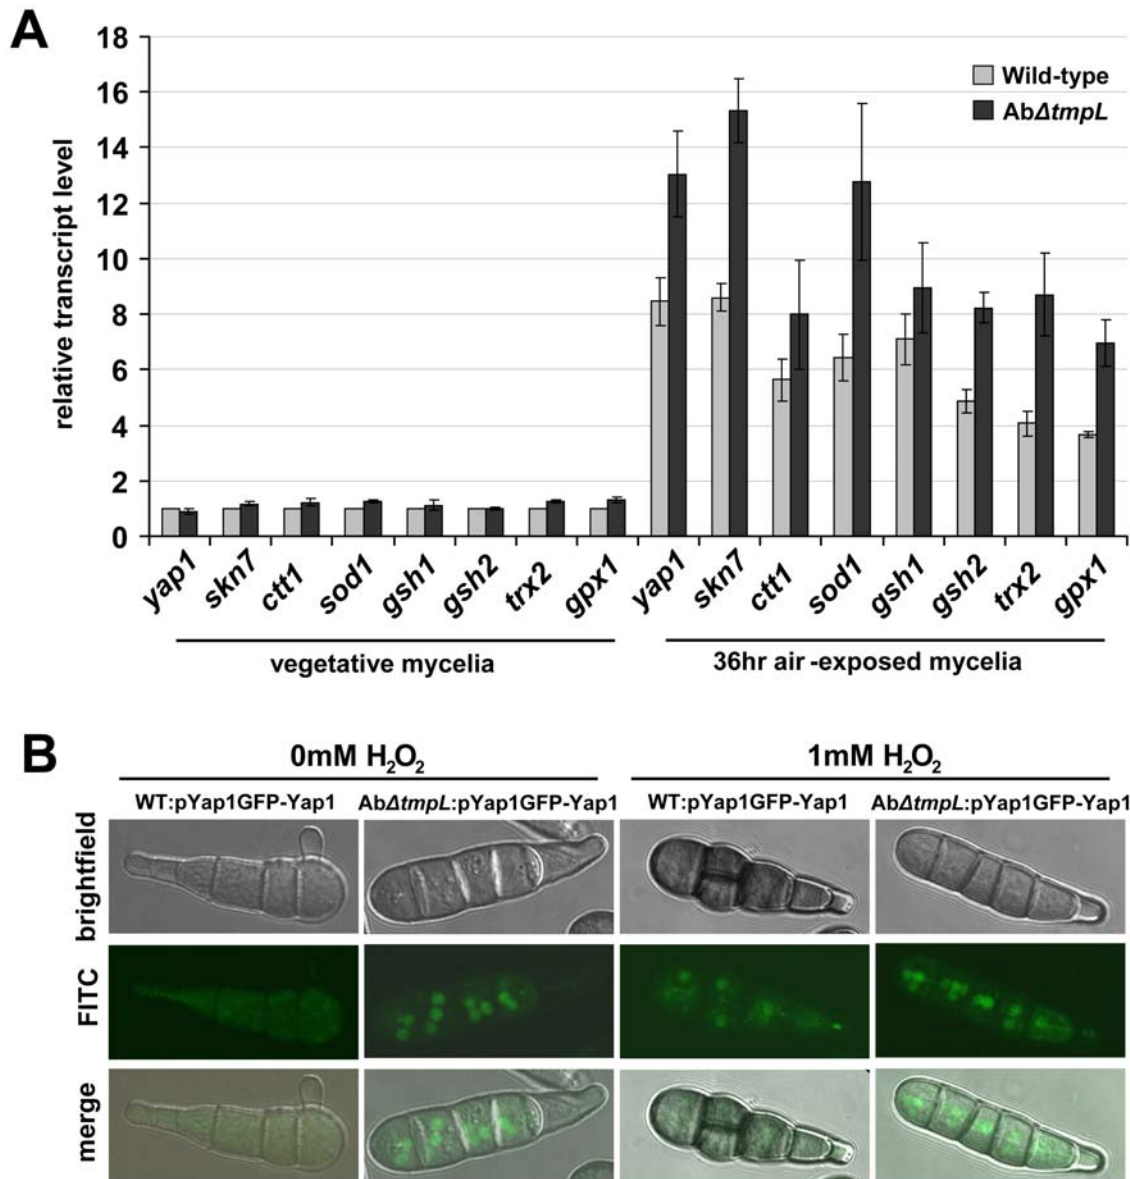 A
18
16
14
12
10
8
6
4
2
0
relative transcript level
Wild-type
AbΔtmpL
yap1 skn7 ctt1 sod1 gsh1 gsh2 trx2 gpx1 yap1 skn7 ctt1 sod1 gsh1 gsh2 trx2 gpx1
vegetative mycelia 36hr air -exposed mycelia
B
0mM H₂O₂ 1mM H₂O₂
WT:pYap1GFP-Yap1 AbΔtmpL:pYap1GFP-Yap1 WT:pYap1GFP-Yap1 AbΔtmpL:pYap1GFP-Yap1
brightfield
FITC
merge